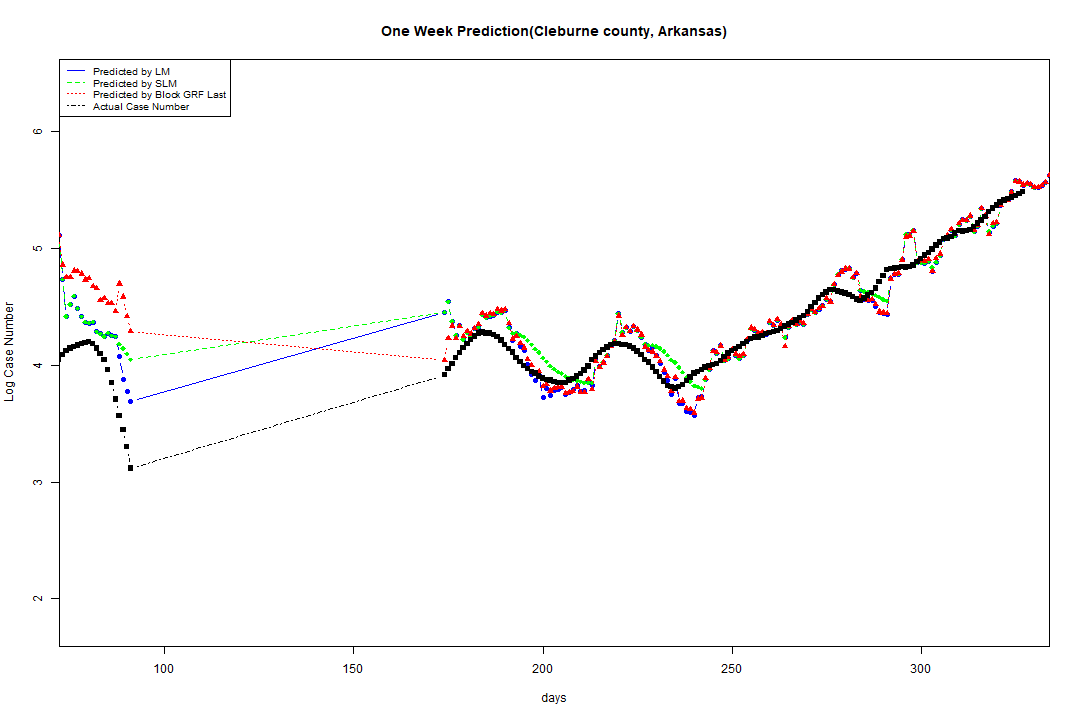 One Week Prediction(Cleburne county, Arkansas)
Predicted by LM
Predicted by SLM
Predicted by Block GRF Last
Actual Case Number
6
5
4
3
2
Log Case Number
100 150 200 250 300
days